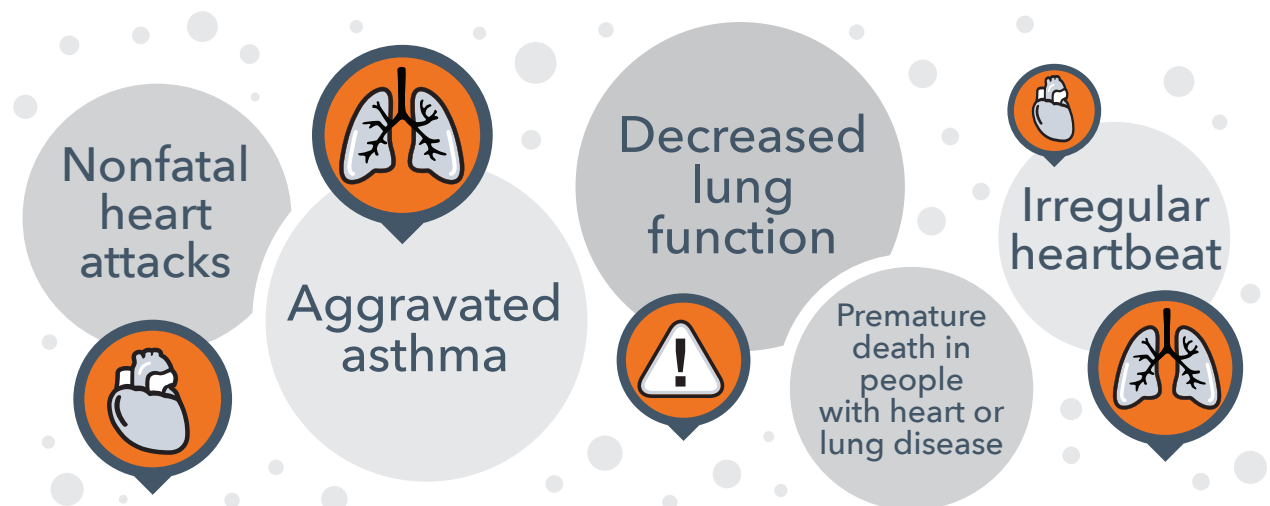 Nonfatal
heart
attacks
Aggravated
asthma
Decreased
lung
function
Premature
death in
people
with heart or
lung disease
Irregular
heartbeat